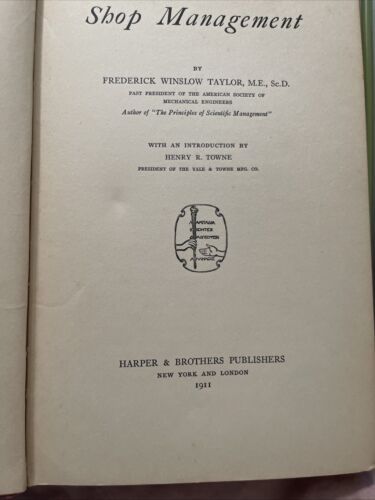 Shop Management
BY
FREDERICK WINSLOW TAYLOR, M.E., Sc.D.
PAST PRESIDENT OF THE AMERICAN SOCIETY OF
MECHANICAL ENGINEERS
Author of "The Principles of Scientific Management"
WITH AN INTRODUCTION BY
HENRY R. TOWNE
PRESIDENT OF THE YALE & TOWNE MFG. CO.
HARPER & BROTHERS PUBLISHERS
NEW YORK AND LONDON
1911